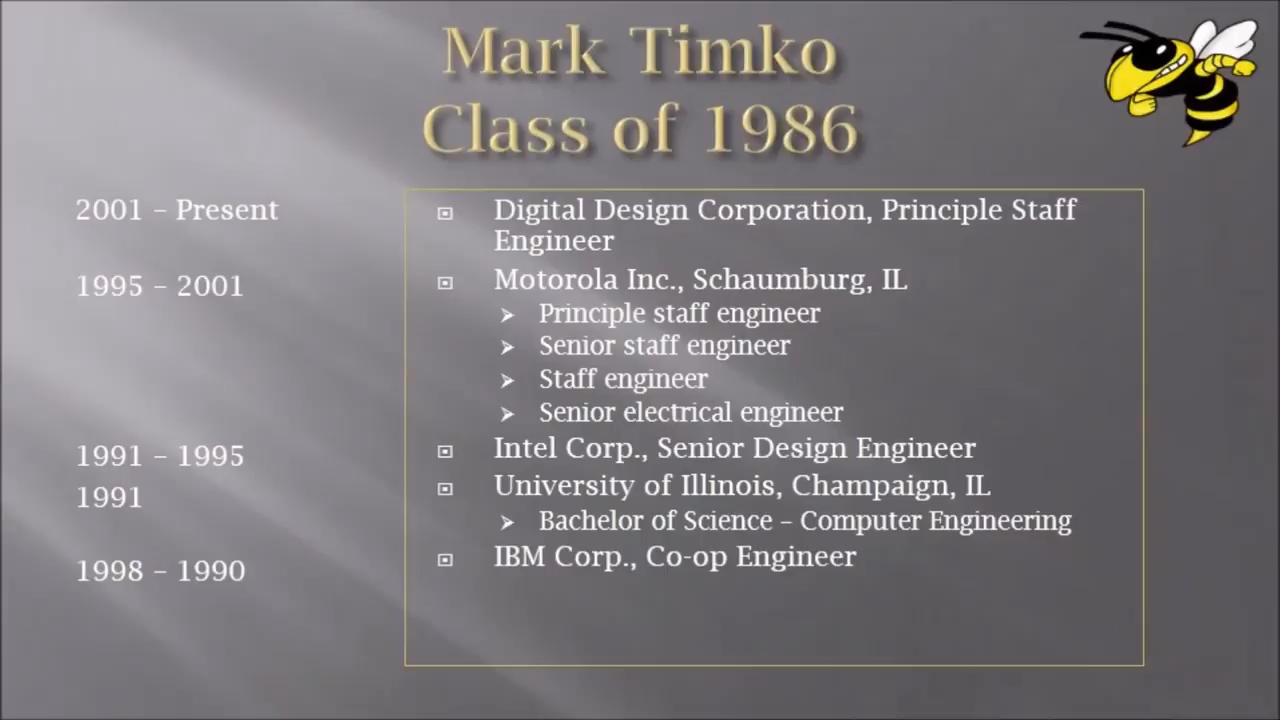 Mark Timko
Class of 1986
2001 – Present
Digital Design Corporation, Principle Staff
Engineer
1995 – 2001
Motorola Inc., Schaumburg, IL
Principle staff engineer
Senior staff engineer
Staff engineer
Senior electrical engineer
1991 – 1995
Intel Corp., Senior Design Engineer
1991
University of Illinois, Champaign, IL
Bachelor of Science – Computer Engineering
1998 – 1990
IBM Corp., Co-op Engineer